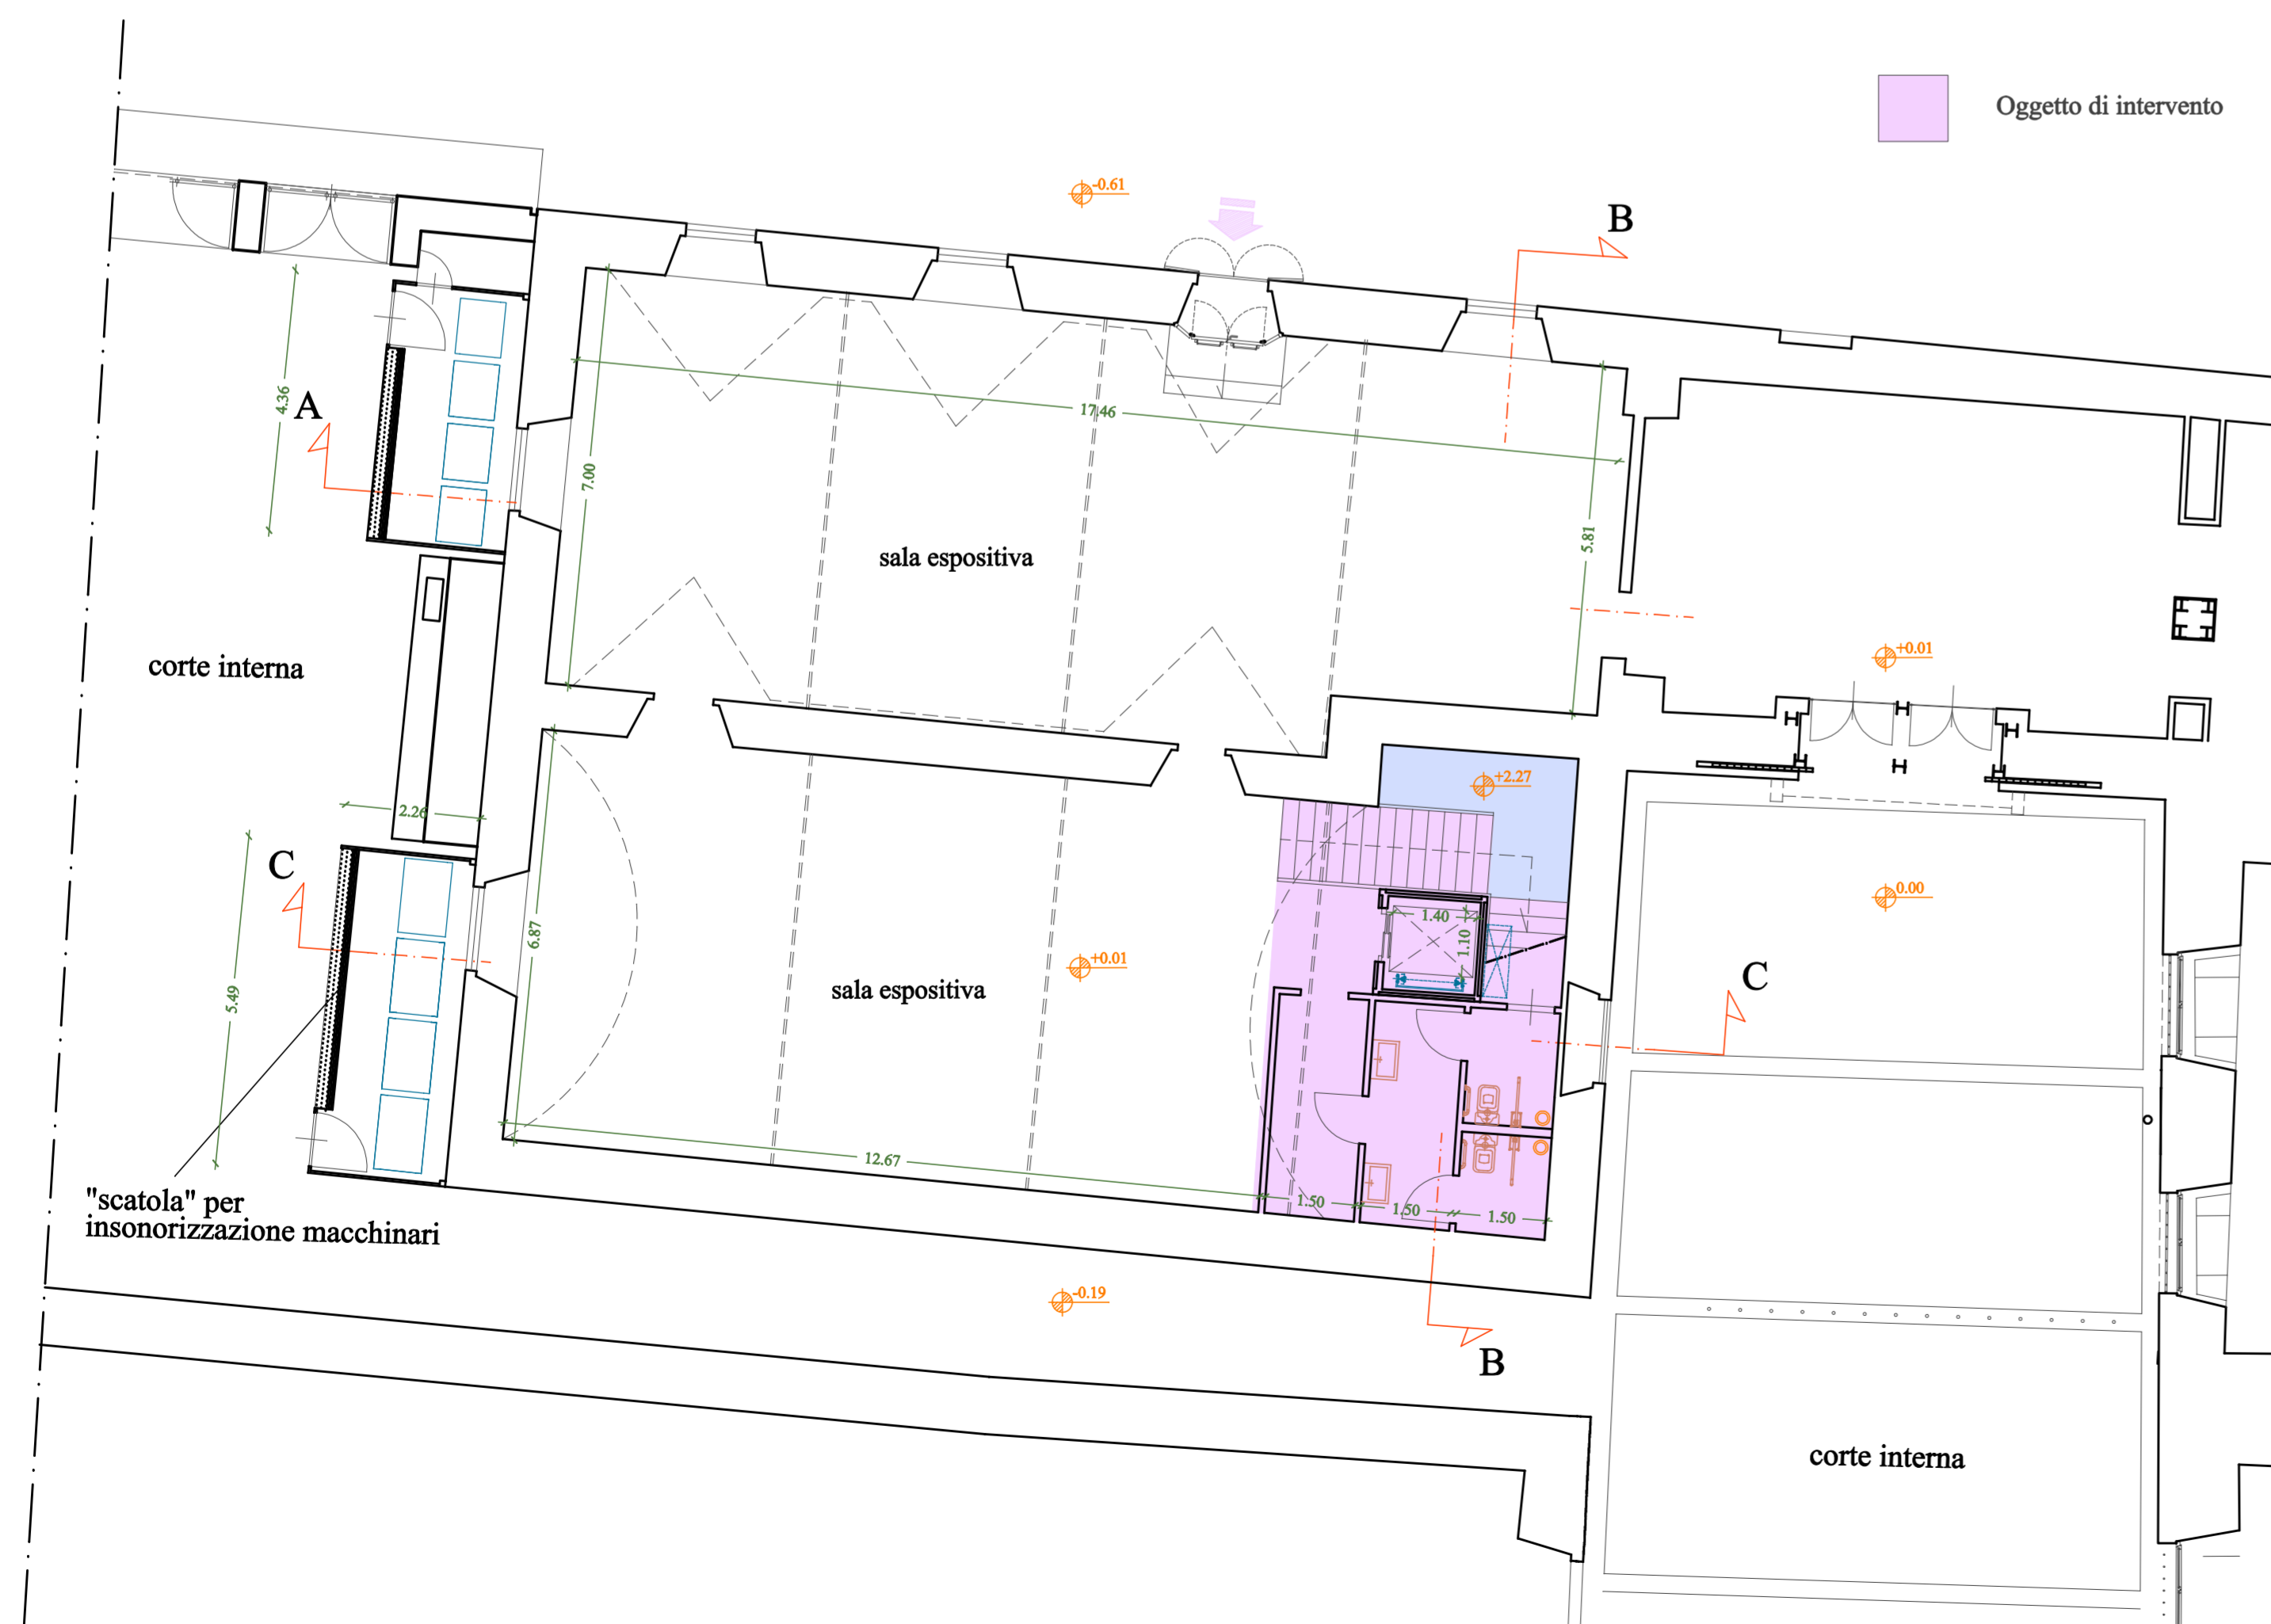 Oggetto di intervento
-0.61
B
17.46
4.36
A
7.00
5.81
sala espositiva
+0.01
corte interna
+2.27
2.26
C
0.00
1.40
1.10
6.87
+0.01
sala espositiva
C
5.49
12.67
1.50
1.50
1.50
"scatola" per
insonorizzazione macchinari
-0.19
B
corte interna